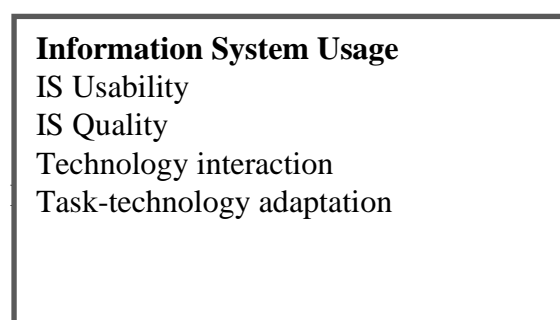 Information System Usage
IS Usability
IS Quality
Technology interaction
Task-technology adaptation